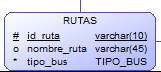 RUTAS
# id_ruta varchar(10)
o nombre_ruta varchar(45)
* tipo_bus TIPO_BUS